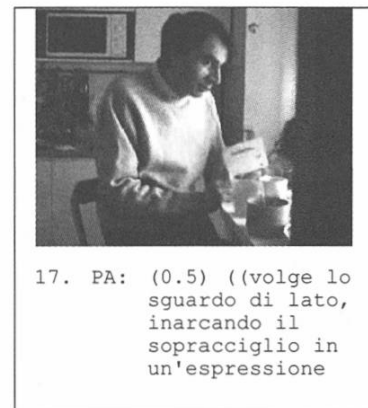 17. PA: (0.5) ((volge lo
sguardo di lato,
inarcando il
sopracciglio in
un'espressione